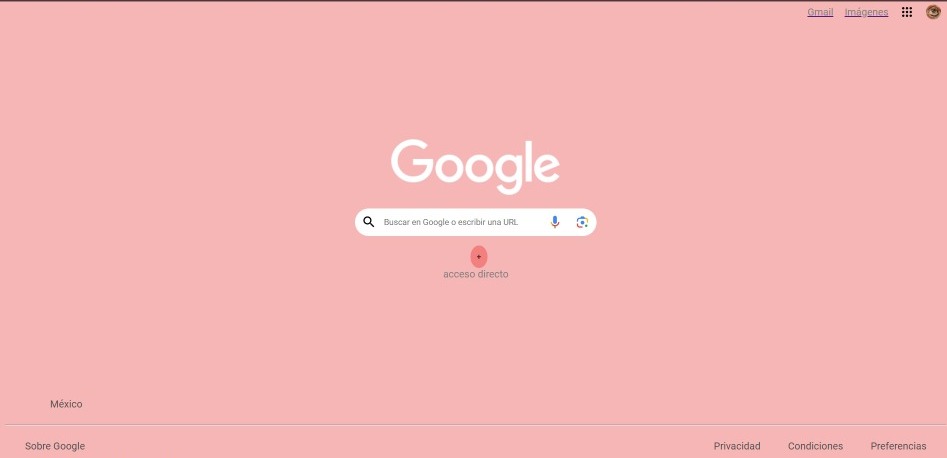 Gmail Imágenes
Google
Buscar en Google o escribir una URL
acceso directo
México
Sobre Google Privacidad Condiciones Preferencias